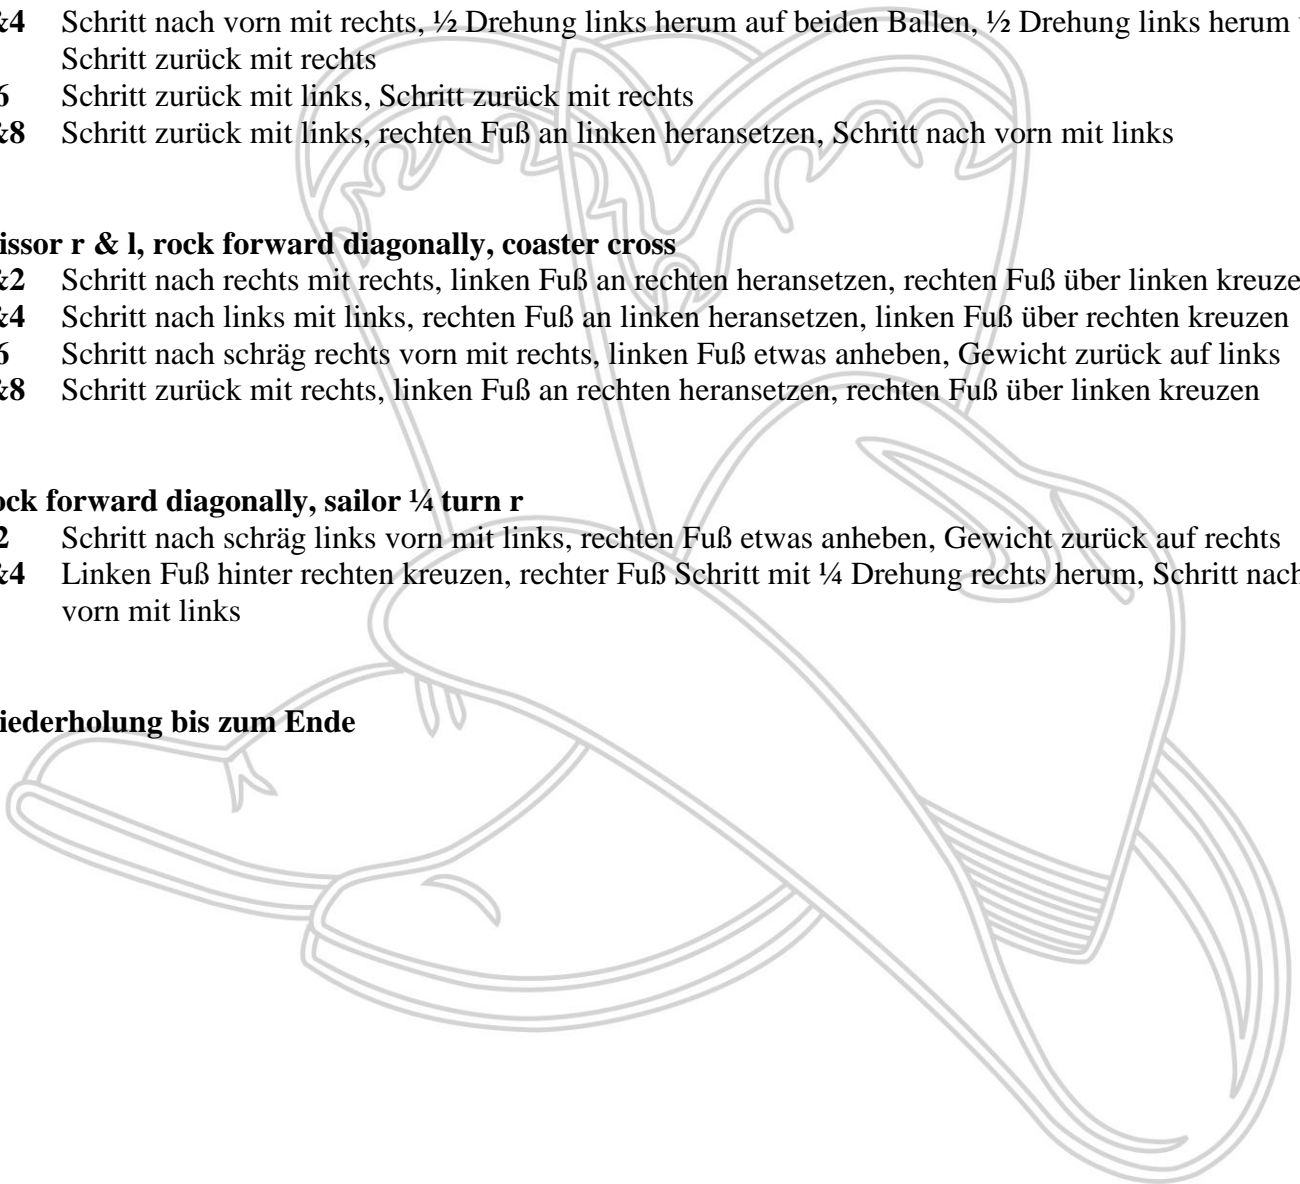 &4 Schritt nach vorn mit rechts, ½ Drehung links herum auf beiden Ballen, ½ Drehung links herum
Schritt zurück mit rechts
6 Schritt zurück mit links, Schritt zurück mit rechts
&8 Schritt zurück mit links, rechten Fuß an linken heransetzen, Schritt nach vorn mit links
issor r & l, rock forward diagonally, coaster cross
&2 Schritt nach rechts mit rechts, linken Fuß an rechten heransetzen, rechten Fuß über linken kreuze
&4 Schritt nach links mit links, rechten Fuß an linken heransetzen, linken Fuß über rechten kreuzen
6 Schritt nach schräg rechts vorn mit rechts, linken Fuß etwas anheben, Gewicht zurück auf links
&8 Schritt zurück mit rechts, linken Fuß an rechten heransetzen, rechten Fuß über linken kreuzen
ock forward diagonally, sailor ¼ turn r
2 Schritt nach schräg links vorn mit links, rechten Fuß etwas anheben, Gewicht zurück auf rechts
&4 Linken Fuß hinter rechten kreuzen, rechter Fuß Schritt mit ¼ Drehung rechts herum, Schritt nach
vorn mit links
iederholung bis zum Ende